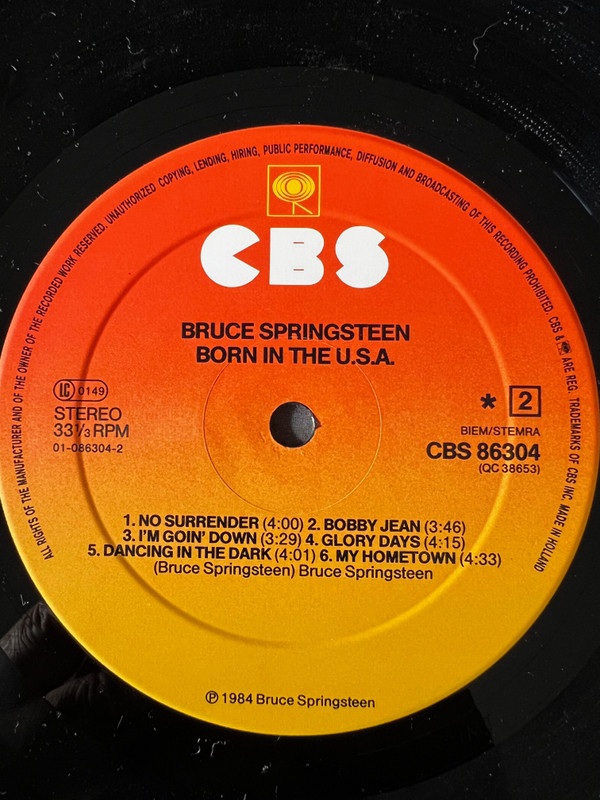 ALL RIGHTS OF THE MANUFACTURER AND OF THE OWNER OF THE RECORDED WORK RESERVED. UNAUTHORIZED COPYING, LENDING, HIRING, PUBLIC PERFORMANCE, DIFFUSION AND BROADCASTING OF THIS RECORDING PROHIBITED. CBS & ARE REG. TRADEMARKS OF CBS INC. MADE IN HOLLAND
CBS
BRUCE SPRINGSTEEN
BORN IN THE U.S.A.
LC 0149
STEREO
33⅓ RPM
01-086304-2
* 2
BIEM/STEMRA
CBS 86304
(QC 38653)
1. NO SURRENDER (4:00) 2. BOBBY JEAN (3:46)
3. I'M GOIN' DOWN (3:29) 4. GLORY DAYS (4:15)
5. DANCING IN THE DARK (4:01) 6. MY HOMETOWN (4:33)
(Bruce Springsteen) Bruce Springsteen
℗ 1984 Bruce Springsteen